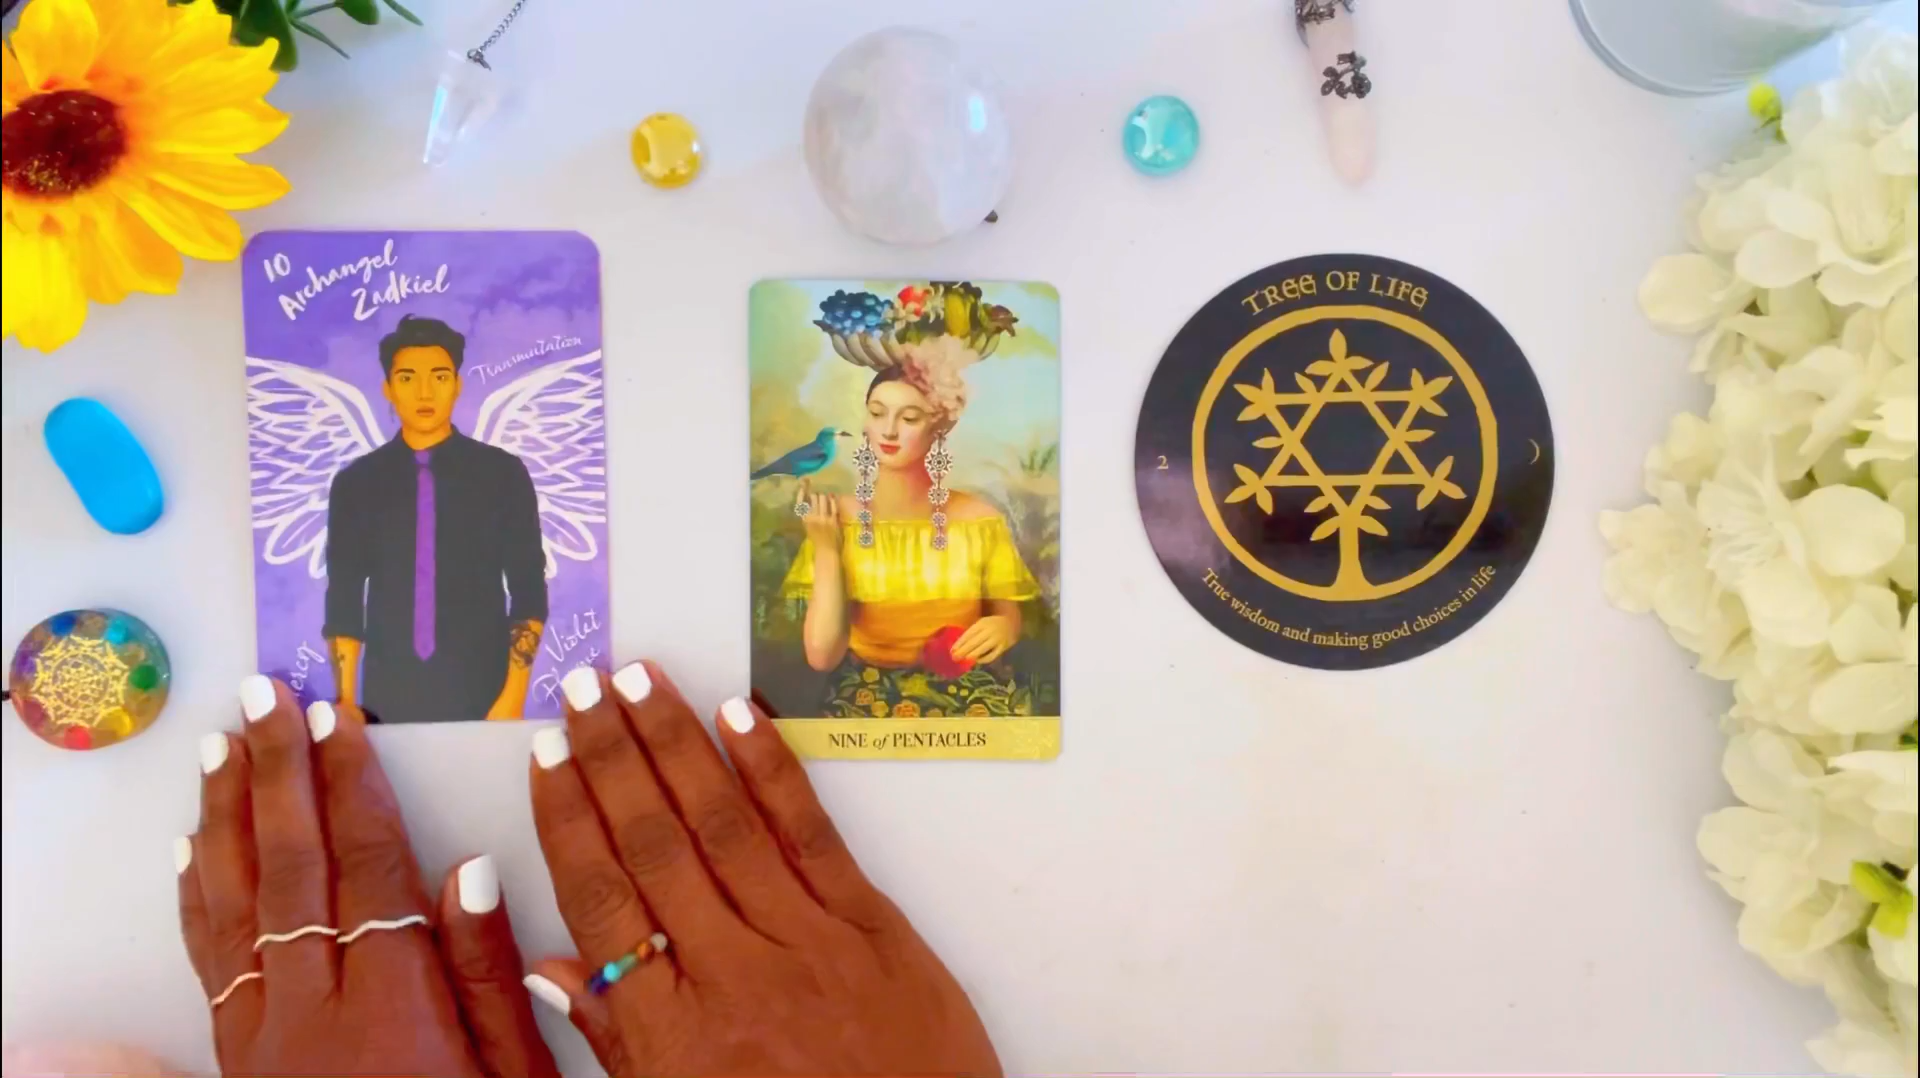 10
Archangel
Zadkiel
Transmutation
Violet
NINE of PENTACLES
TREE OF LIFE
2
True wisdom and making good choices in life